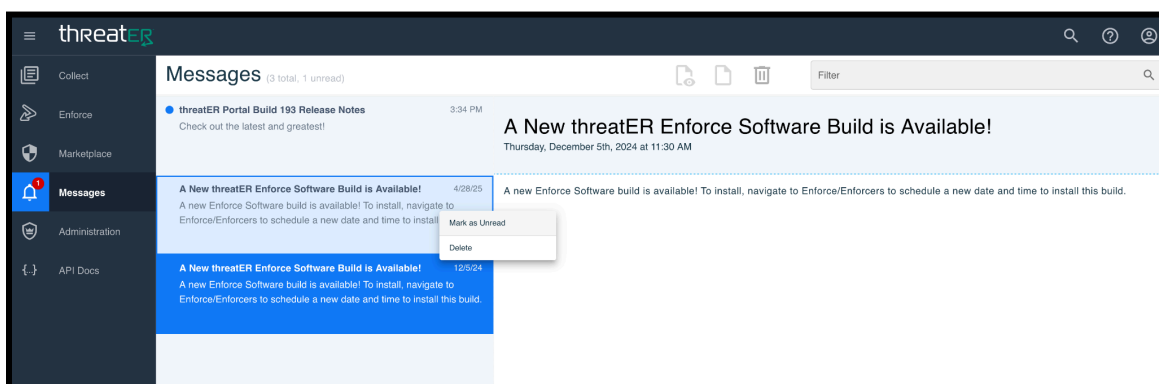 threatER
Collect
Enforce
Marketplace
1
Messages
Administration
{..} API Docs
Messages (3 total, 1 unread)
Filter
threatER Portal Build 193 Release Notes 3:34 PM
Check out the latest and greatest!
A New threatER Enforce Software Build is Available! 4/28/25
A new Enforce Software build is available! To install, navigate to
Enforce/Enforcers to schedule a new date and time to install
Mark as Unread
Delete
A New threatER Enforce Software Build is Available! 12/5/24
A new Enforce Software build is available! To install, navigate to
Enforce/Enforcers to schedule a new date and time to install this build.
A New threatER Enforce Software Build is Available!
Thursday, December 5th, 2024 at 11:30 AM
A new Enforce Software build is available! To install, navigate to Enforce/Enforcers to schedule a new date and time to install this build.